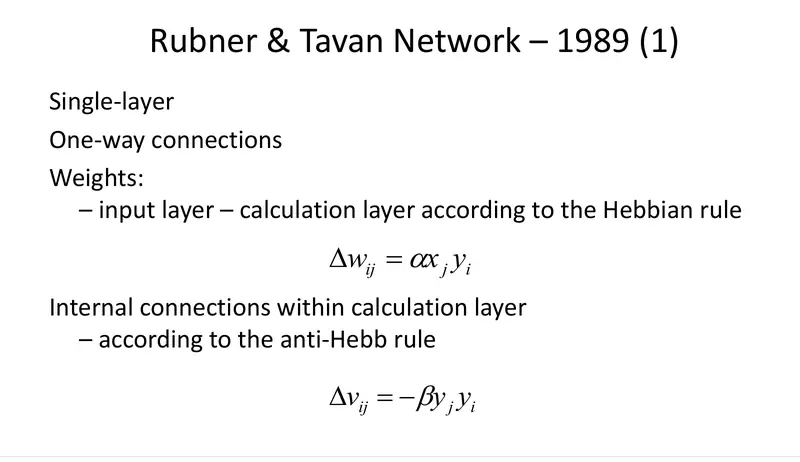 Rubner & Tavan Network – 1989 (1)
Single-layer
One-way connections
Weights:
– input layer – calculation layer according to the Hebbian rule
Δw_ij = αx_j y_i
Internal connections within calculation layer
– according to the anti-Hebb rule
Δv_ij = −βy_j y_i